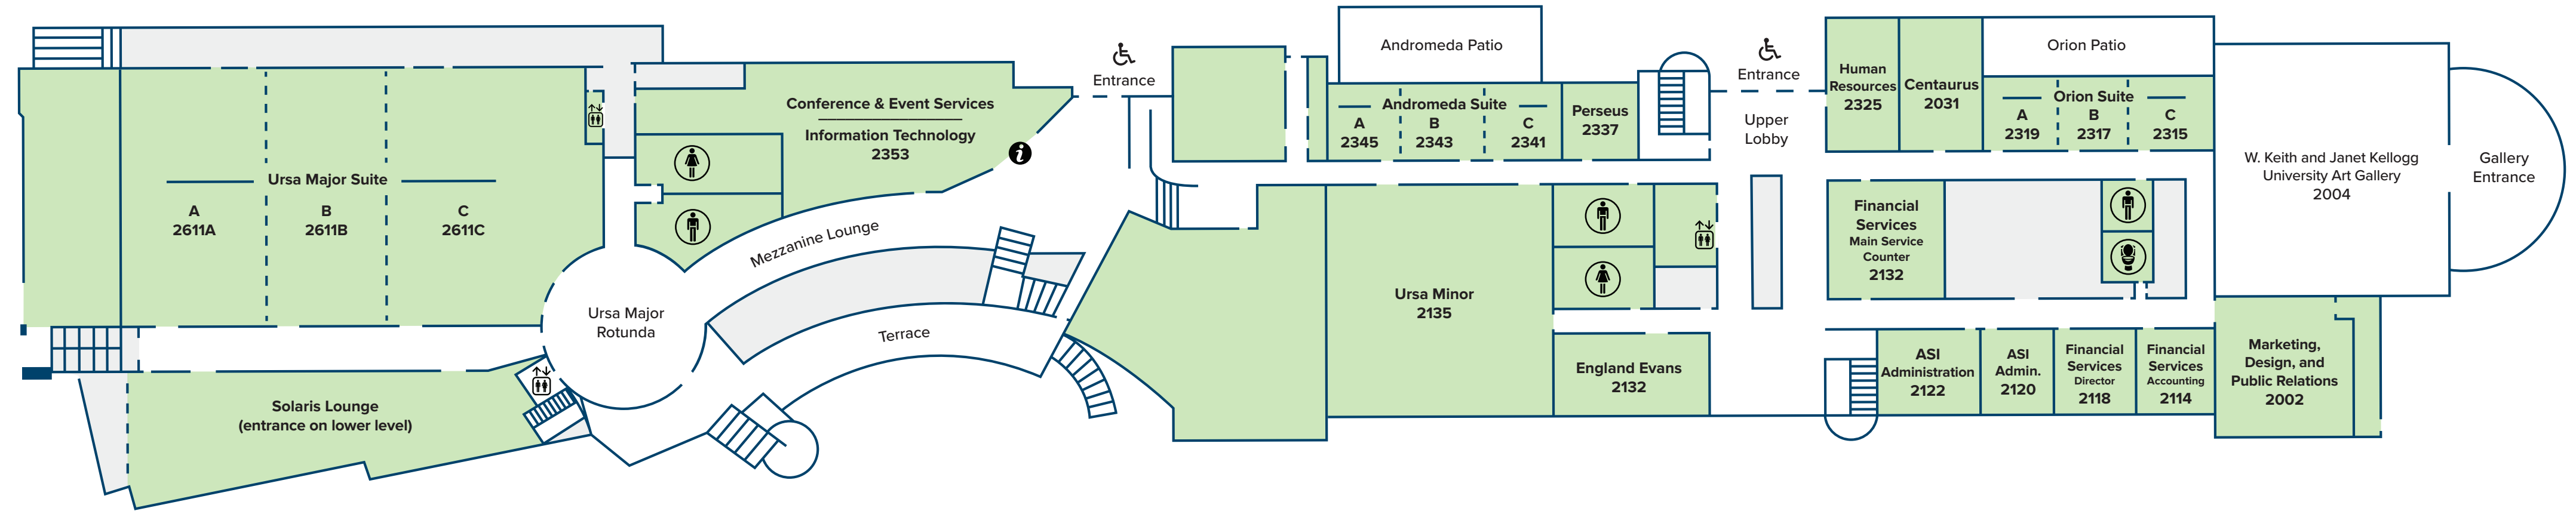 Ursa Major Suite
A
2611A
B
2611B
C
2611C
Solaris Lounge
(entrance on lower level)
Ursa Major
Rotunda
Conference & Event Services
Information Technology
2353
i
Mezzanine Lounge
Terrace
Entrance
Andromeda Patio
Andromeda Suite
A
2345
B
2343
C
2341
Perseus
2337
Ursa Minor
2135
England Evans
2132
Entrance
Upper
Lobby
Human
Resources
2325
Centaurus
2031
Orion Patio
Orion Suite
A
2319
B
2317
C
2315
Financial
Services
Main Service
Counter
2132
ASI
Administration
2122
ASI
Admin.
2120
Financial
Services
Director
2118
Financial
Services
Accounting
2114
Marketing,
Design, and
Public Relations
2002
W. Keith and Janet Kellogg
University Art Gallery
2004
Gallery
Entrance